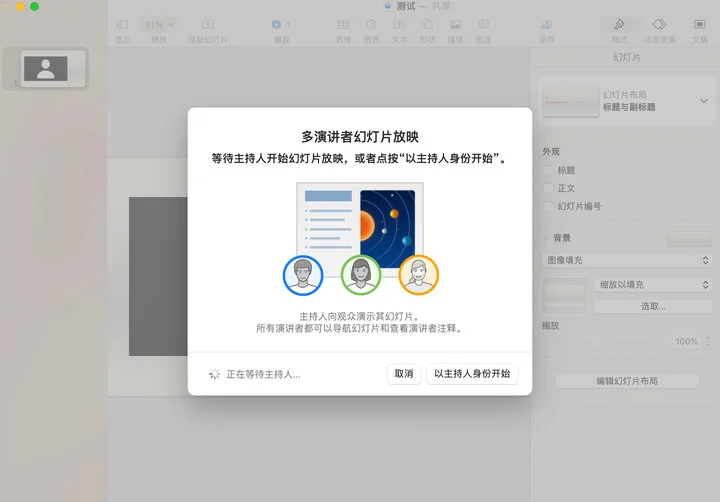 测试 — 共享
21%
1
显示
缩放
添加幻灯片
播放
表格
图表
文本
形状
媒体
批注
协作
格式
动画效果
文稿
幻灯片
1
幻灯片布局
标题与副标题
外观
标题
正文
幻灯片编号
背景
图像填充
缩放以填充
选取...
缩放
100%
编辑幻灯片布局
多演讲者幻灯片放映
等待主持人开始幻灯片放映，或者点按“以主持人身份开始”。
主持人向观众演示其幻灯片。
所有演讲者都可以导航幻灯片和查看演讲者注释。
正在等待主持人...
取消
以主持人身份开始